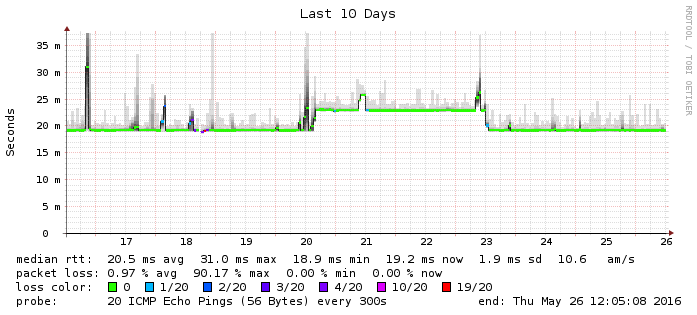 Last 10 Days
RRDTOOL / TOBI OETIKER
Seconds
35 m
30 m
25 m
20 m
15 m
10 m
5 m
0
17 18 19 20 21 22 23 24 25 26
median rtt: 20.5 ms avg 31.0 ms max 18.9 ms min 19.2 ms now 1.9 ms sd 10.6 am/s
packet loss: 0.97 % avg 90.17 % max 0.00 % min 0.00 % now
loss color: 0 1/20 2/20 3/20 4/20 10/20 19/20
probe: 20 ICMP Echo Pings (56 Bytes) every 300s end: Thu May 26 12:05:08 2016